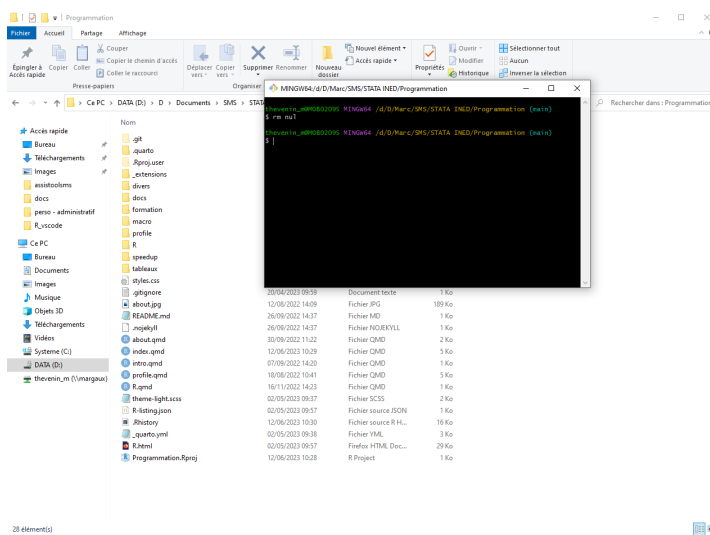 Programmation
Fichier Accueil Partage Affichage
Épingler à Accès rapide
Copier
Coller
Couper
Copier le chemin d'accès
Coller le raccourci
Presse-papiers
Déplacer vers
Copier vers
Supprimer
Renommer
Organiser
Nouveau dossier
Nouvel élément
Accès rapide
Propriétés
Ouvrir
Modifier
Historique
Sélectionner tout
Aucun
Inverser la sélection
Ce PC > DATA (D:) > D > Documents > SMS > STAT
Rechercher dans : Programmation
MINGW64:/d/D/Marc/SMS/STATA INED/Programmation
thevenin_m@MOB02095 MINGW64 /d/D/Marc/SMS/STATA INED/Programmation (main)
$ rm nul
thevenin_m@MOB02095 MINGW64 /d/D/Marc/SMS/STATA INED/Programmation (main)
$
Accès rapide
Bureau
Téléchargements
Images
assistoolsms
docs
perso - administratif
R_vscode
Ce PC
Bureau
Documents
Images
Musique
Objets 3D
Téléchargements
Vidéos
Systeme (C:)
DATA (D:)
thevenin_m (\\margaux)
Nom
.git
.quarto
.Rproj.user
_extensions
divers
docs
formation
macro
profile
R
speedup
tableaux
styles.css
.gitignore 20/04/2023 09:59 Document texte 1 Ko
about.jpg 12/08/2022 14:09 Fichier JPG 189 Ko
README.md 26/09/2022 14:37 Fichier MD 1 Ko
.nojekyll 26/09/2022 14:37 Fichier NOJEKYLL 1 Ko
about.qmd 30/09/2022 11:22 Fichier QMD 2 Ko
index.qmd 12/06/2023 10:29 Fichier QMD 5 Ko
intro.qmd 07/09/2022 14:20 Fichier QMD 1 Ko
profile.qmd 18/08/2022 10:41 Fichier QMD 5 Ko
R.qmd 16/11/2022 14:23 Fichier QMD 1 Ko
theme-light.scss 02/05/2023 09:37 Fichier SCSS 2 Ko
R-listing.json 02/05/2023 09:57 Fichier source JSON 1 Ko
.Rhistory 12/06/2023 10:30 Fichier source R H... 16 Ko
_quarto.yml 02/05/2023 09:38 Fichier YML 3 Ko
R.html 02/05/2023 09:57 Firefox HTML Doc... 29 Ko
Programmation.Rproj 12/06/2023 10:28 R Project 1 Ko
28 élément(s)